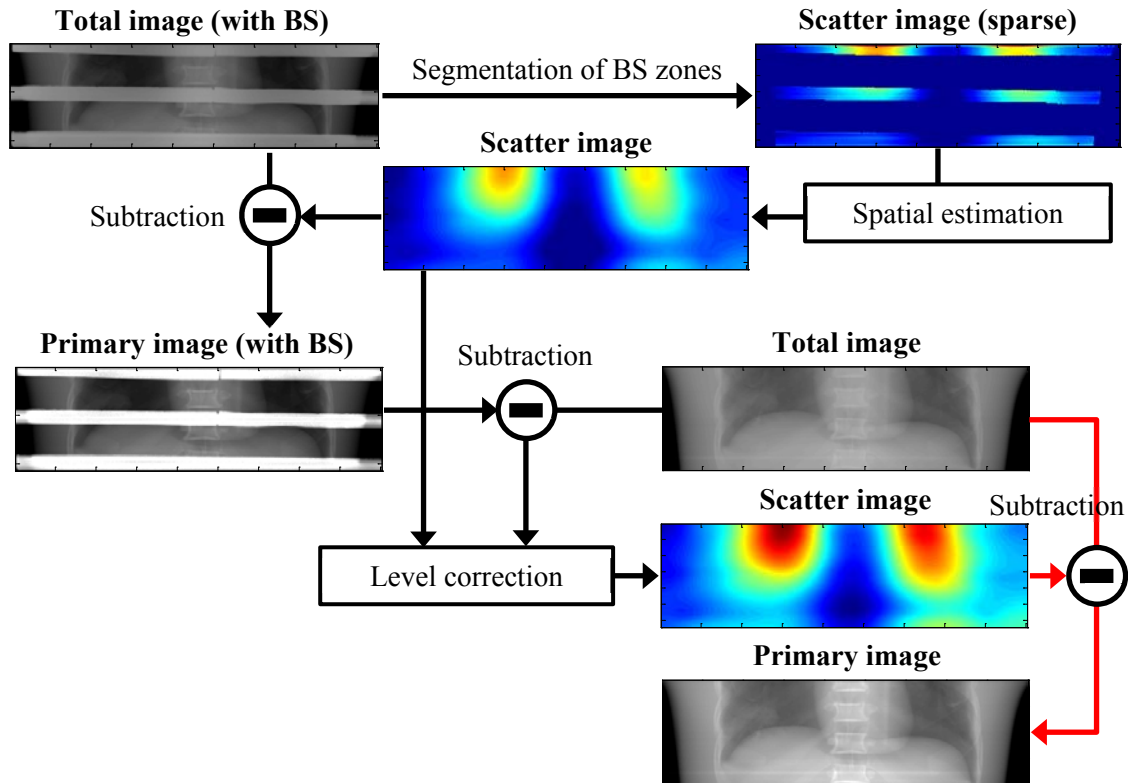 Total image (with BS)
Scatter image (sparse)
Segmentation of BS zones
Scatter image
Subtraction
Spatial estimation
Primary image (with BS)
Subtraction
Total image
Scatter image
Subtraction
Level correction
Primary image